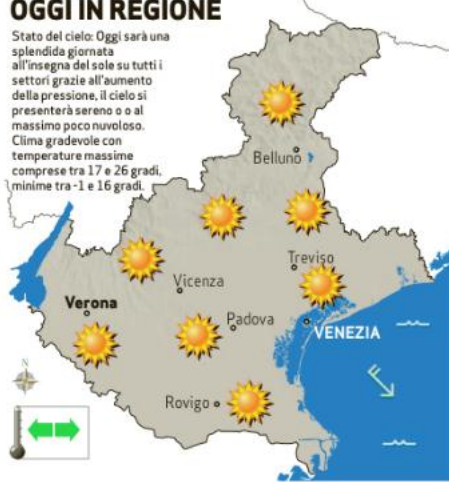 OGGI IN REGIONE
Stato del cielo: Oggi sarà una
splendida giornata
all'insegna del sole su tutti i
settori grazie all'aumento
della pressione, il cielo si
presenterà sereno o o al
massimo poco nuvoloso.
Clima gradevole con
temperature massime
comprese tra 17 e 26 gradi,
minime tra -1 e 16 gradi.
Belluno
Treviso
Vicenza
Verona
Padova
VENEZIA
Rovigo
N